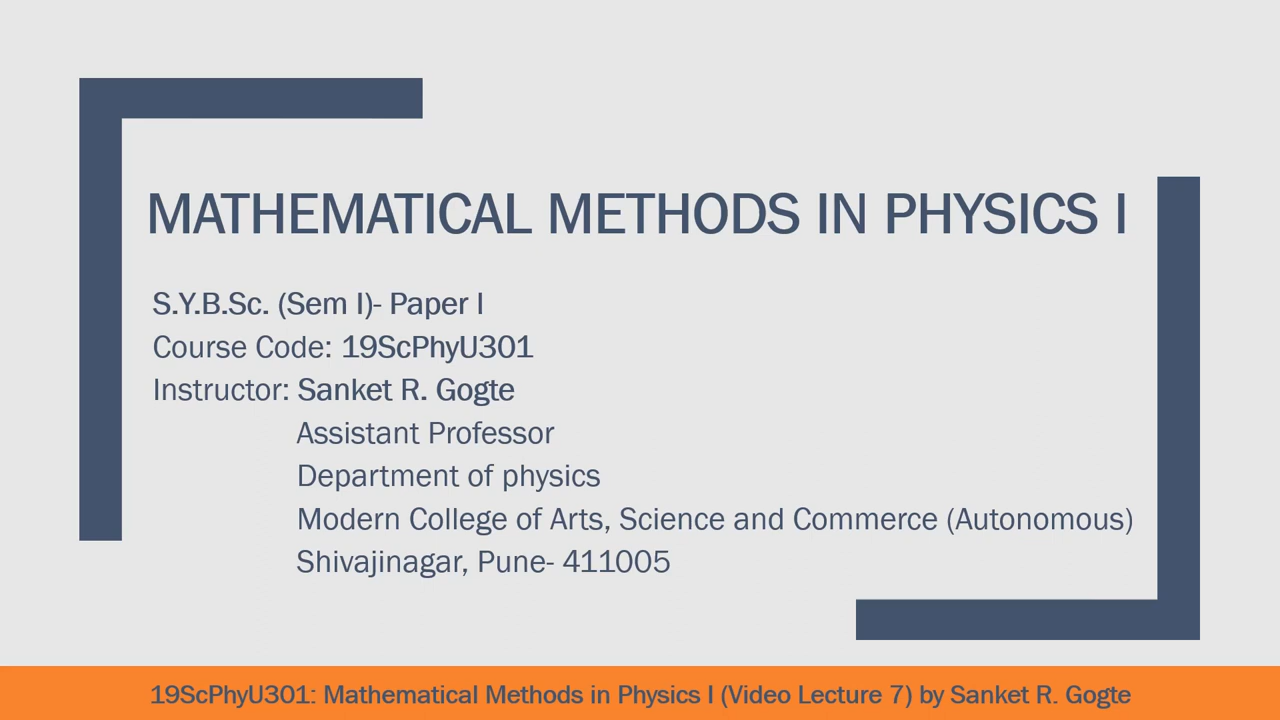 MATHEMATICAL METHODS IN PHYSICS I
S.Y.B.Sc. (Sem I)- Paper I
Course Code: 19ScPhyU301
Instructor: Sanket R. Gogte
Assistant Professor
Department of physics
Modern College of Arts, Science and Commerce (Autonomous)
Shivajinagar, Pune- 411005
19ScPhyU301: Mathematical Methods in Physics I (Video Lecture 7) by Sanket R. Gogte